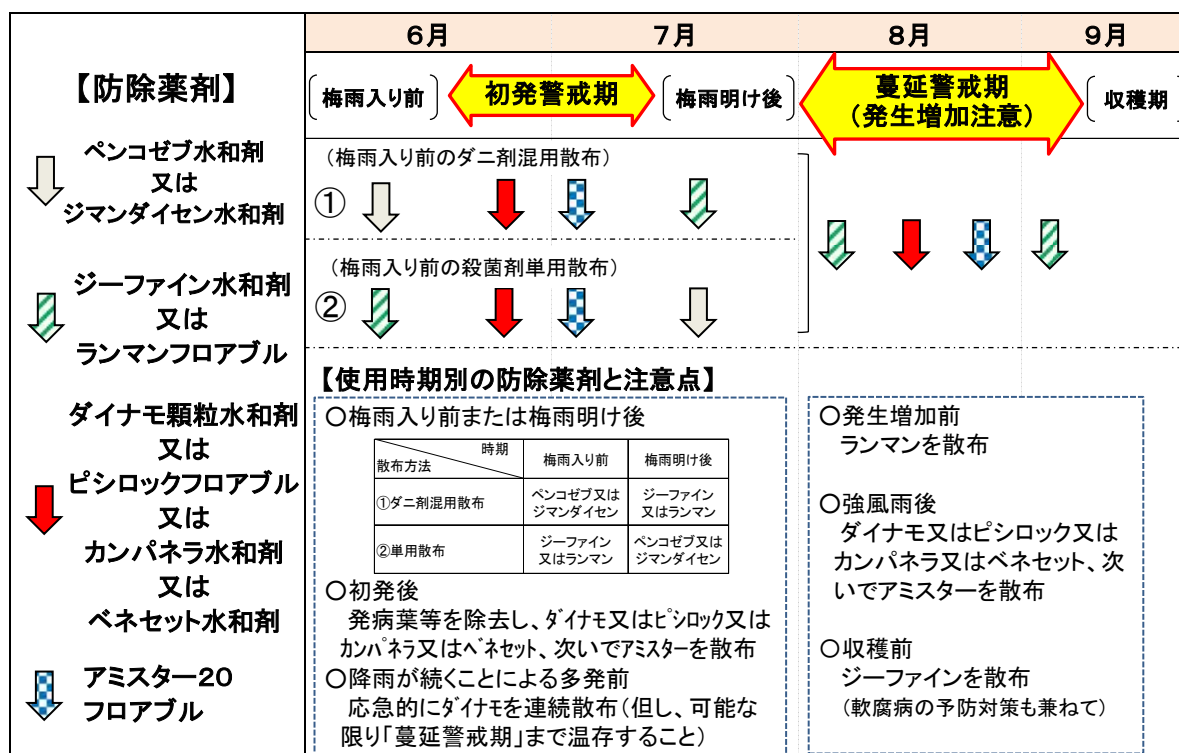 6月
7月
8月
9月
【防除薬剤】
梅雨入り前
初発警戒期
梅雨明け後
蔓延警戒期
（発生増加注意）
収穫期
ペンコゼブ水和剤
又は
ジマンダイセン水和剤
ジーファイン水和剤
又は
ランマンフロアブル
ダイナモ顆粒水和剤
又は
ピシロックフロアブル
又は
カンパネラ水和剤
又は
ベネセット水和剤
アミスター20
フロアブル
（梅雨入り前のダニ剤混用散布）
①
（梅雨入り前の殺菌剤単用散布）
②
【使用時期別の防除薬剤と注意点】
○梅雨入り前または梅雨明け後
時期
散布方法
梅雨入り前
梅雨明け後
①ダニ剤混用散布
ペンコゼブ又は
ジマンダイセン
ジーファイン
又はランマン
②単用散布
ジーファイン
又はランマン
ペンコゼブ又は
ジマンダイセン
○初発後
発病葉等を除去し、ダイナモ又はピシロック又は
カンパネラ又はベネセット、次いでアミスターを散布
○降雨が続くことによる多発前
応急的にダイナモを連続散布（但し、可能な
限り「蔓延警戒期」まで温存すること）
○発生増加前
ランマンを散布
○強風雨後
ダイナモ又はピシロック又は
カンパネラ又はベネセット、次
いでアミスターを散布
○収穫前
ジーファインを散布
（軟腐病の予防対策も兼ねて）